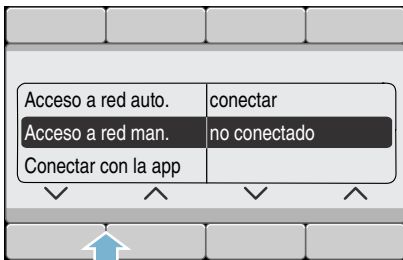 Acceso a red auto. conectar
Acceso a red man. no conectado
Conectar con la app